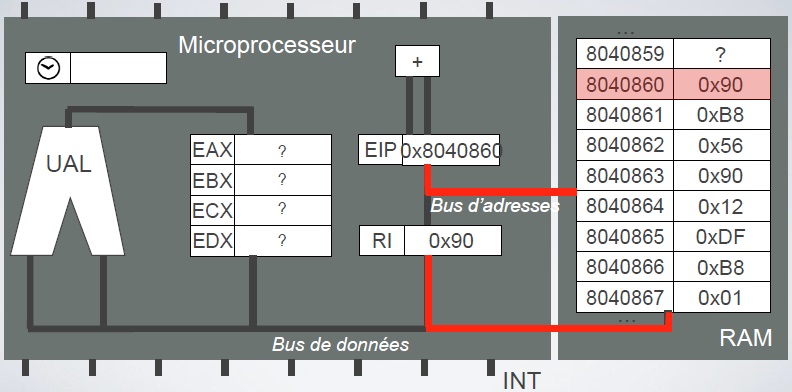 Microprocesseur
+
UAL
EAX ?
EBX ?
ECX ?
EDX ?
EIP 0x8040860
Bus d'adresses
RI 0x90
Bus de données
INT
...
8040859 ?
8040860 0x90
8040861 0xB8
8040862 0x56
8040863 0x90
8040864 0x12
8040865 0xDF
8040866 0xB8
8040867 0x01
...
RAM